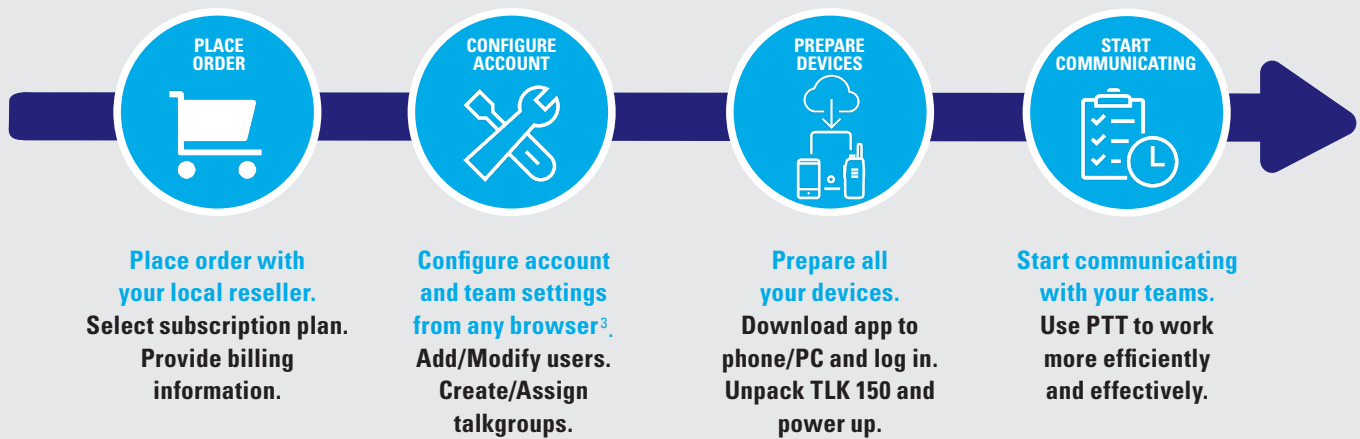 PLACE
ORDER
CONFIGURE
ACCOUNT
PREPARE
DEVICES
START
COMMUNICATING
Place order with
your local reseller.
Select subscription plan.
Provide billing
information.
Configure account
and team settings
from any browser³.
Add/Modify users.
Create/Assign
talkgroups.
Prepare all
your devices.
Download app to
phone/PC and log in.
Unpack TLK 150 and
power up.
Start communicating
with your teams.
Use PTT to work
more efficiently
and effectively.